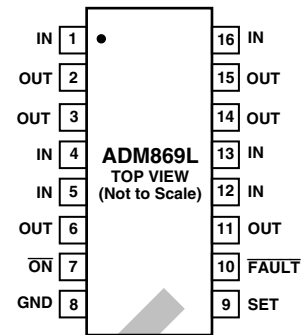 IN 1 16 IN
OUT 2 15 OUT
OUT 3 14 OUT
IN 4 ADM869L 13 IN
TOP VIEW
IN 5 (Not to Scale) 12 IN
OUT 6 11 OUT
ON 7 10 FAULT
GND 8 9 SET